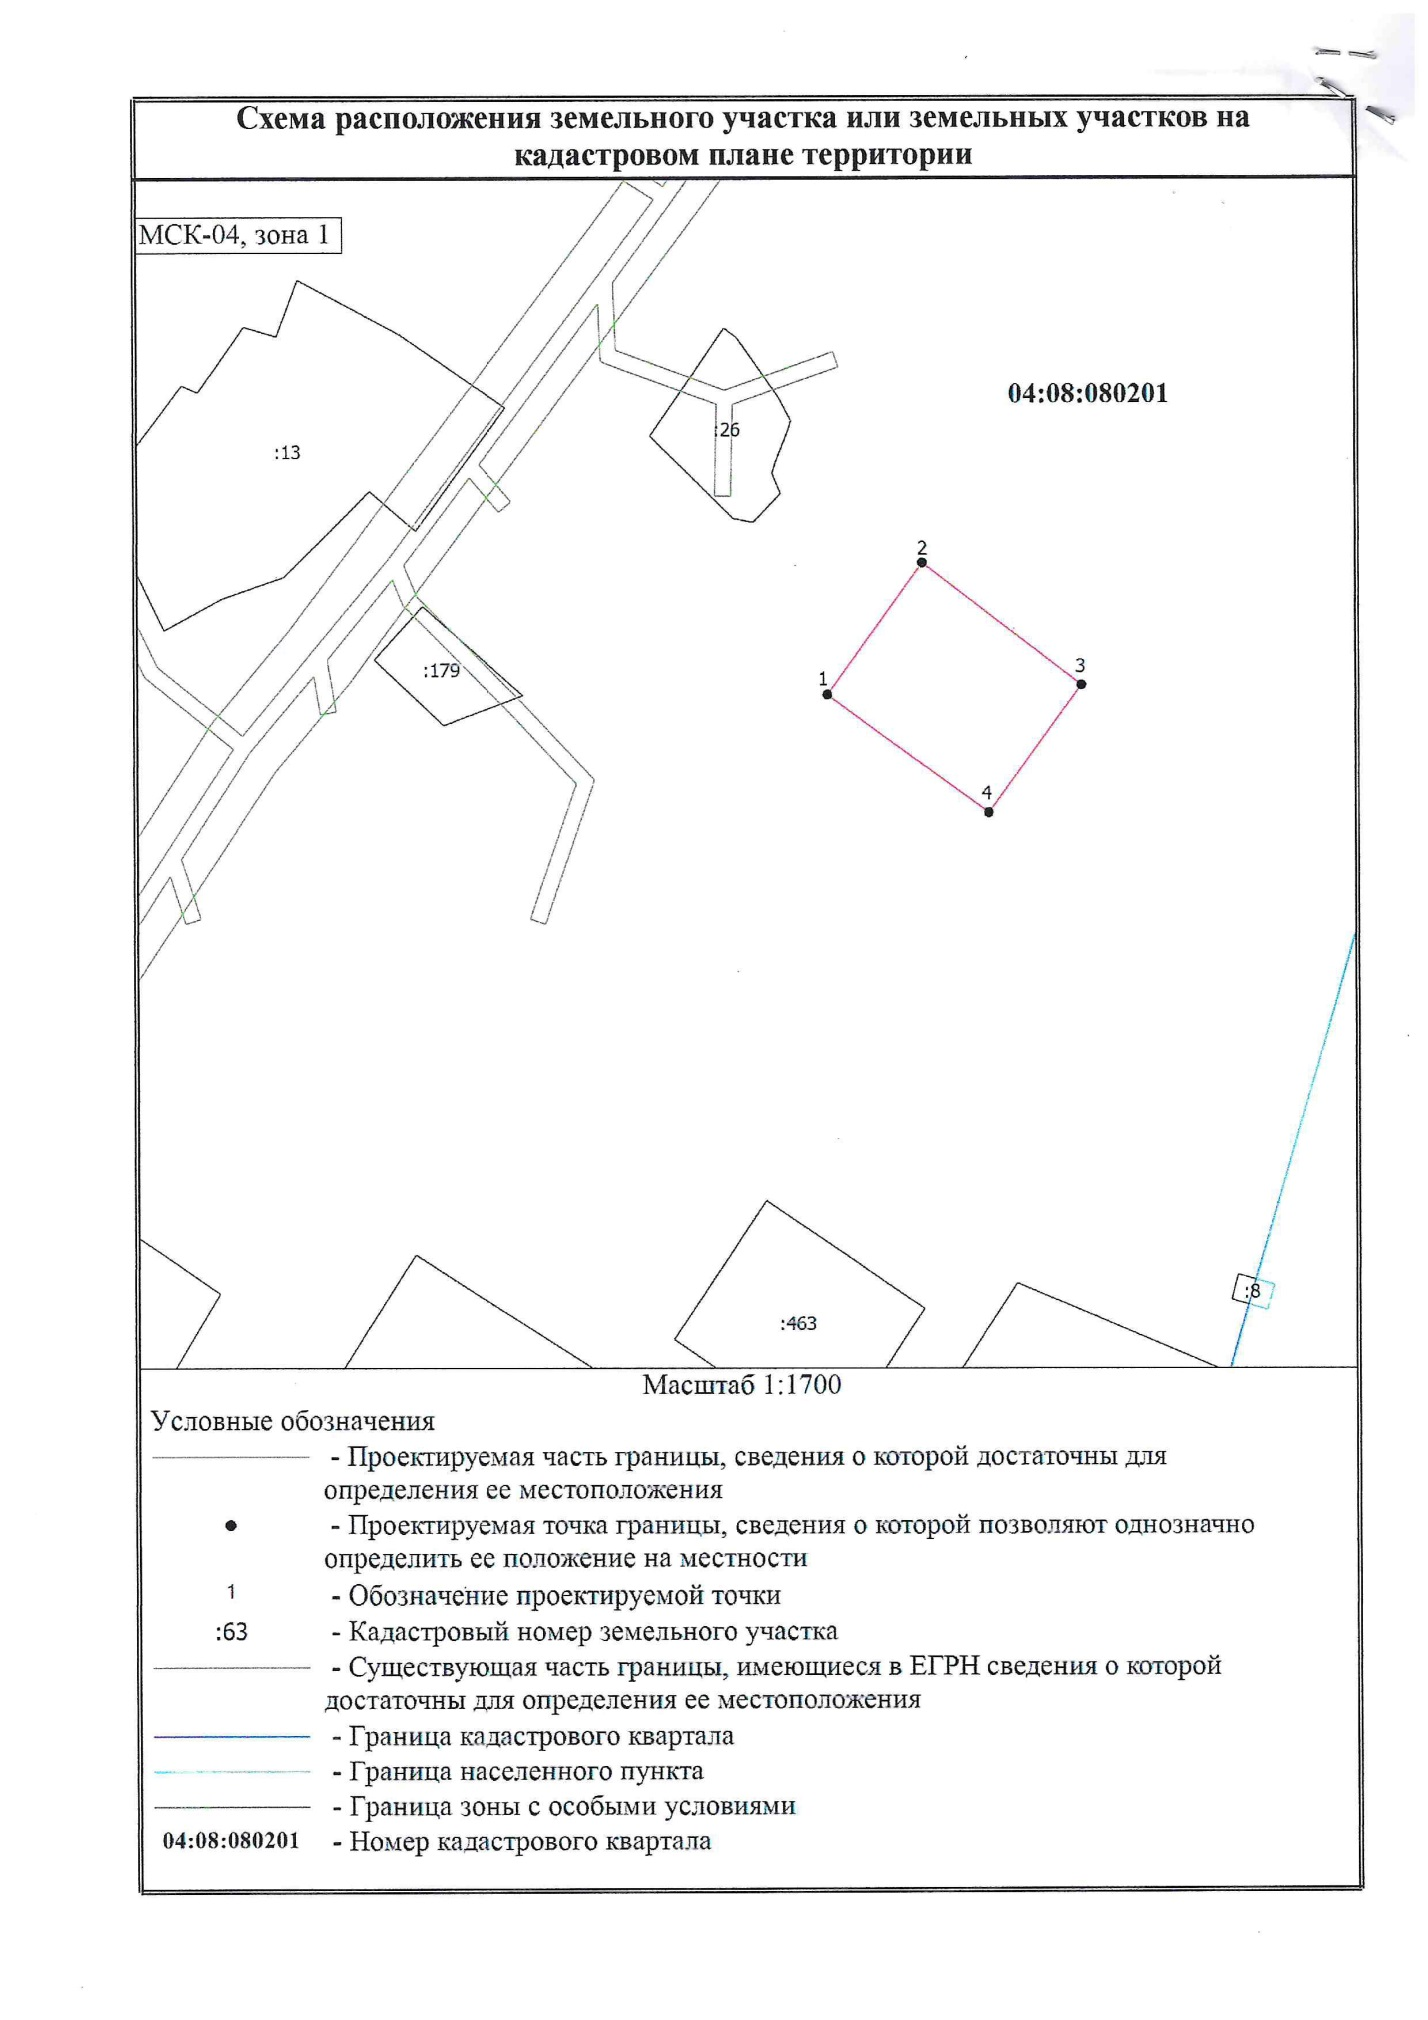 Схема расположения земельного участка или земельных участков на
кадастровом плане территории
МСК-04, зона 1
04:08:080201
:26
:13
2
:179
3
1
4
:8
:463
Масштаб 1:1700
Условные обозначения
- Проектируемая часть границы, сведения о которой достаточны для
определения ее местоположения
- Проектируемая точка границы, сведения о которой позволяют однозначно
определить ее положение на местности
1 - Обозначение проектируемой точки
:63 - Кадастровый номер земельного участка
- Существующая часть границы, имеющиеся в ЕГРН сведения о которой
достаточны для определения ее местоположения
- Граница кадастрового квартала
- Граница населенного пункта
- Граница зоны с особыми условиями
04:08:080201 - Номер кадастрового квартала